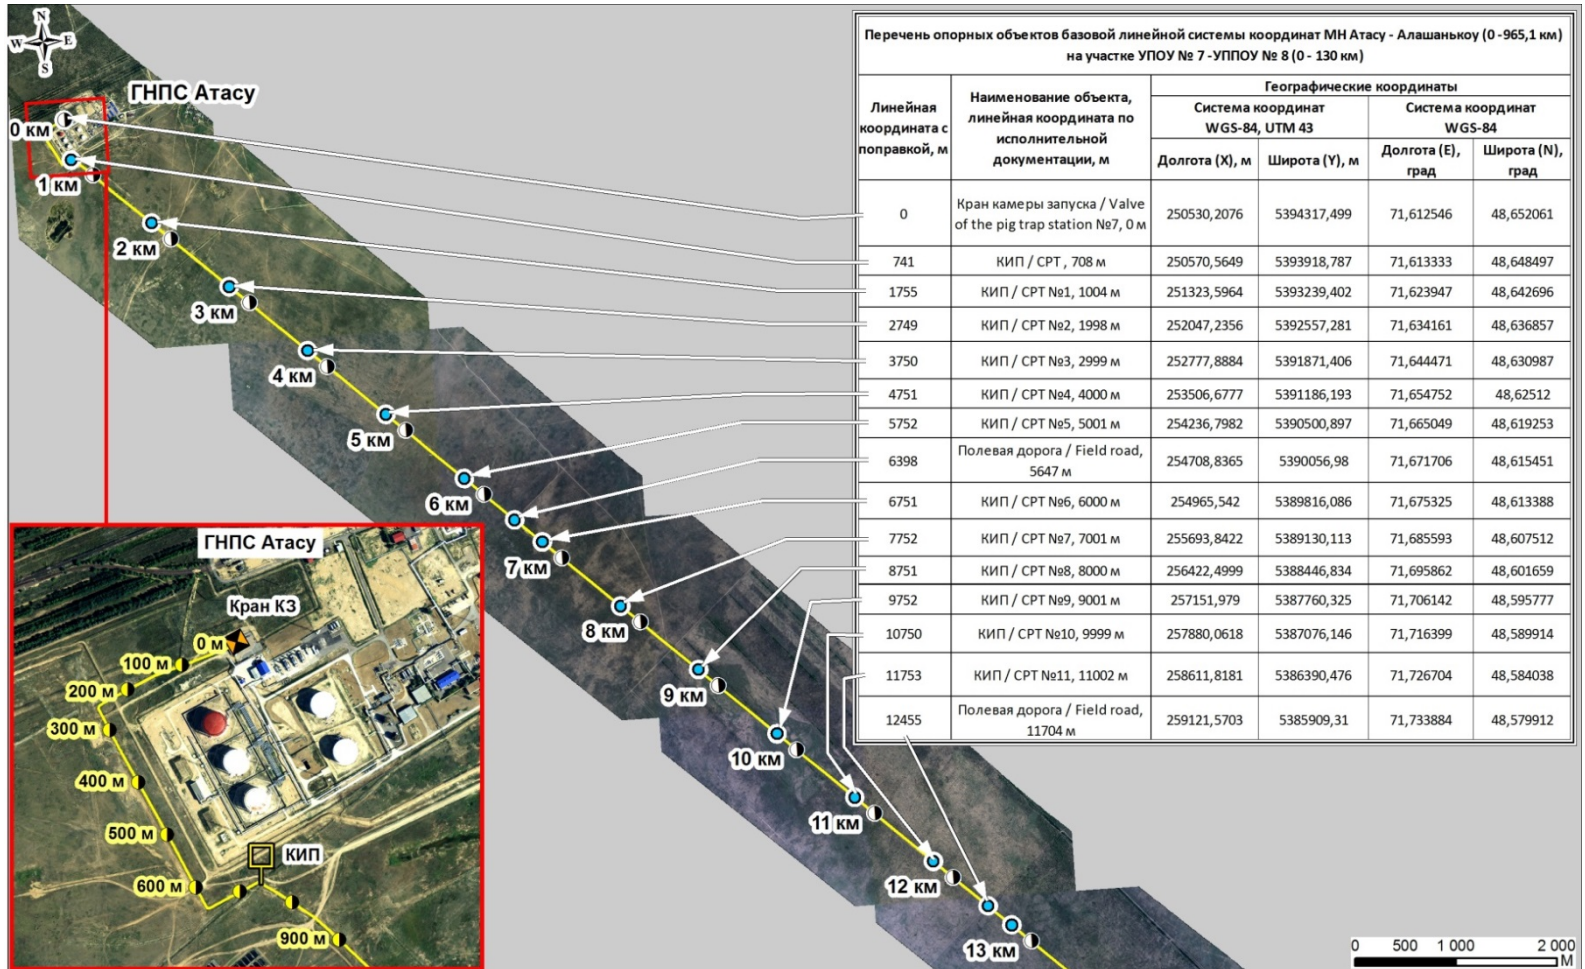 N
W E
S
ГНПС Атасу
0 км
1 км
2 км
3 км
4 км
5 км
6 км
7 км
8 км
9 км
10 км
11 км
12 км
13 км
ГНПС Атасу
Кран КЗ
0 м
100 м
200 м
300 м
400 м
500 м
КИП
600 м
900 м
Перечень опорных объектов базовой линейной системы координат МН Атасу - Алашанькоу (0 -965,1 км)
на участке УПОУ № 7 -УППОУ № 8 (0 - 130 км)
Линейная
координата с
поправкой, м
Наименование объекта,
линейная координата по
исполнительной
документации, м
Географические координаты
Система координат
WGS-84, UTM 43
Система координат
WGS-84
Долгота (X), м
Широта (Y), м
Долгота (E),
град
Широта (N),
град
0 Кран камеры запуска / Valve
of the pig trap station №7, 0 м 250530,2076 5394317,499 71,612546 48,652061
741 КИП / СРТ , 708 м 250570,5649 5393918,787 71,613333 48,648497
1755 КИП / СРТ №1, 1004 м 251323,5964 5393239,402 71,623947 48,642696
2749 КИП / СРТ №2, 1998 м 252047,2356 5392557,281 71,634161 48,636857
3750 КИП / СРТ №3, 2999 м 252777,8884 5391871,406 71,644471 48,630987
4751 КИП / СРТ №4, 4000 м 253506,6777 5391186,193 71,654752 48,62512
5752 КИП / СРТ №5, 5001 м 254236,7982 5390500,897 71,665049 48,619253
6398 Полевая дорога / Field road,
5647 м 254708,8365 5390056,98 71,671706 48,615451
6751 КИП / СРТ №6, 6000 м 254965,542 5389816,086 71,675325 48,613388
7752 КИП / СРТ №7, 7001 м 255693,8422 5389130,113 71,685593 48,607512
8751 КИП / СРТ №8, 8000 м 256422,4999 5388446,834 71,695862 48,601659
9752 КИП / СРТ №9, 9001 м 257151,979 5387760,325 71,706142 48,595777
10750 КИП / СРТ №10, 9999 м 257880,0618 5387076,146 71,716399 48,589914
11753 КИП / СРТ №11, 11002 м 258611,8181 5386390,476 71,726704 48,584038
12455 Полевая дорога / Field road,
11704 м 259121,5703 5385909,31 71,733884 48,579912
0 500 1 000 2 000
М